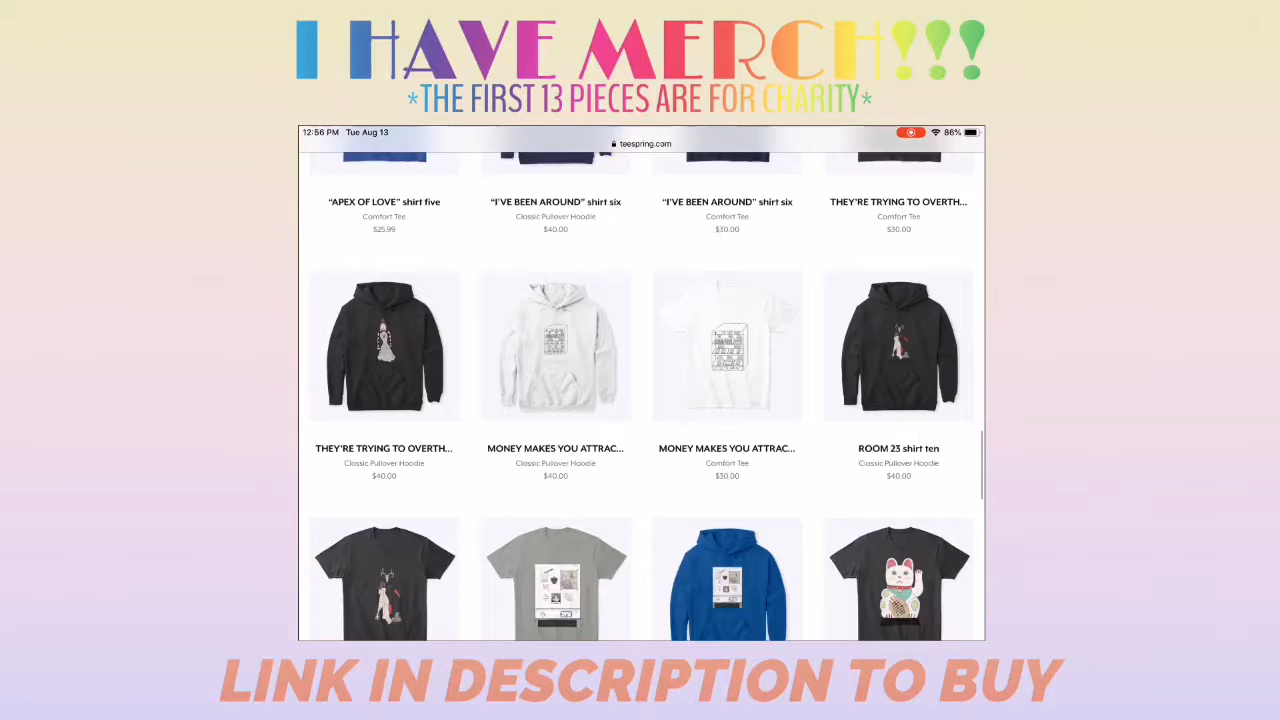 I HAVE MERCH!!!
*THE FIRST 13 PIECES ARE FOR CHARITY*
12:56 PM Tue Aug 13
86%
teespring.com
“APEX OF LOVE” shirt five
Comfort Tee
$25.99
“I’VE BEEN AROUND” shirt six
Classic Pullover Hoodie
$40.00
“I’VE BEEN AROUND” shirt six
Comfort Tee
$30.00
THEY’RE TRYING TO OVERTH...
Comfort Tee
$30.00
THEY’RE TRYING TO OVERTH...
Classic Pullover Hoodie
$40.00
MONEY MAKES YOU ATTRAC...
Classic Pullover Hoodie
$40.00
MONEY MAKES YOU ATTRAC...
Comfort Tee
$30.00
ROOM 23 shirt ten
Classic Pullover Hoodie
$40.00
LINK IN DESCRIPTION TO BUY